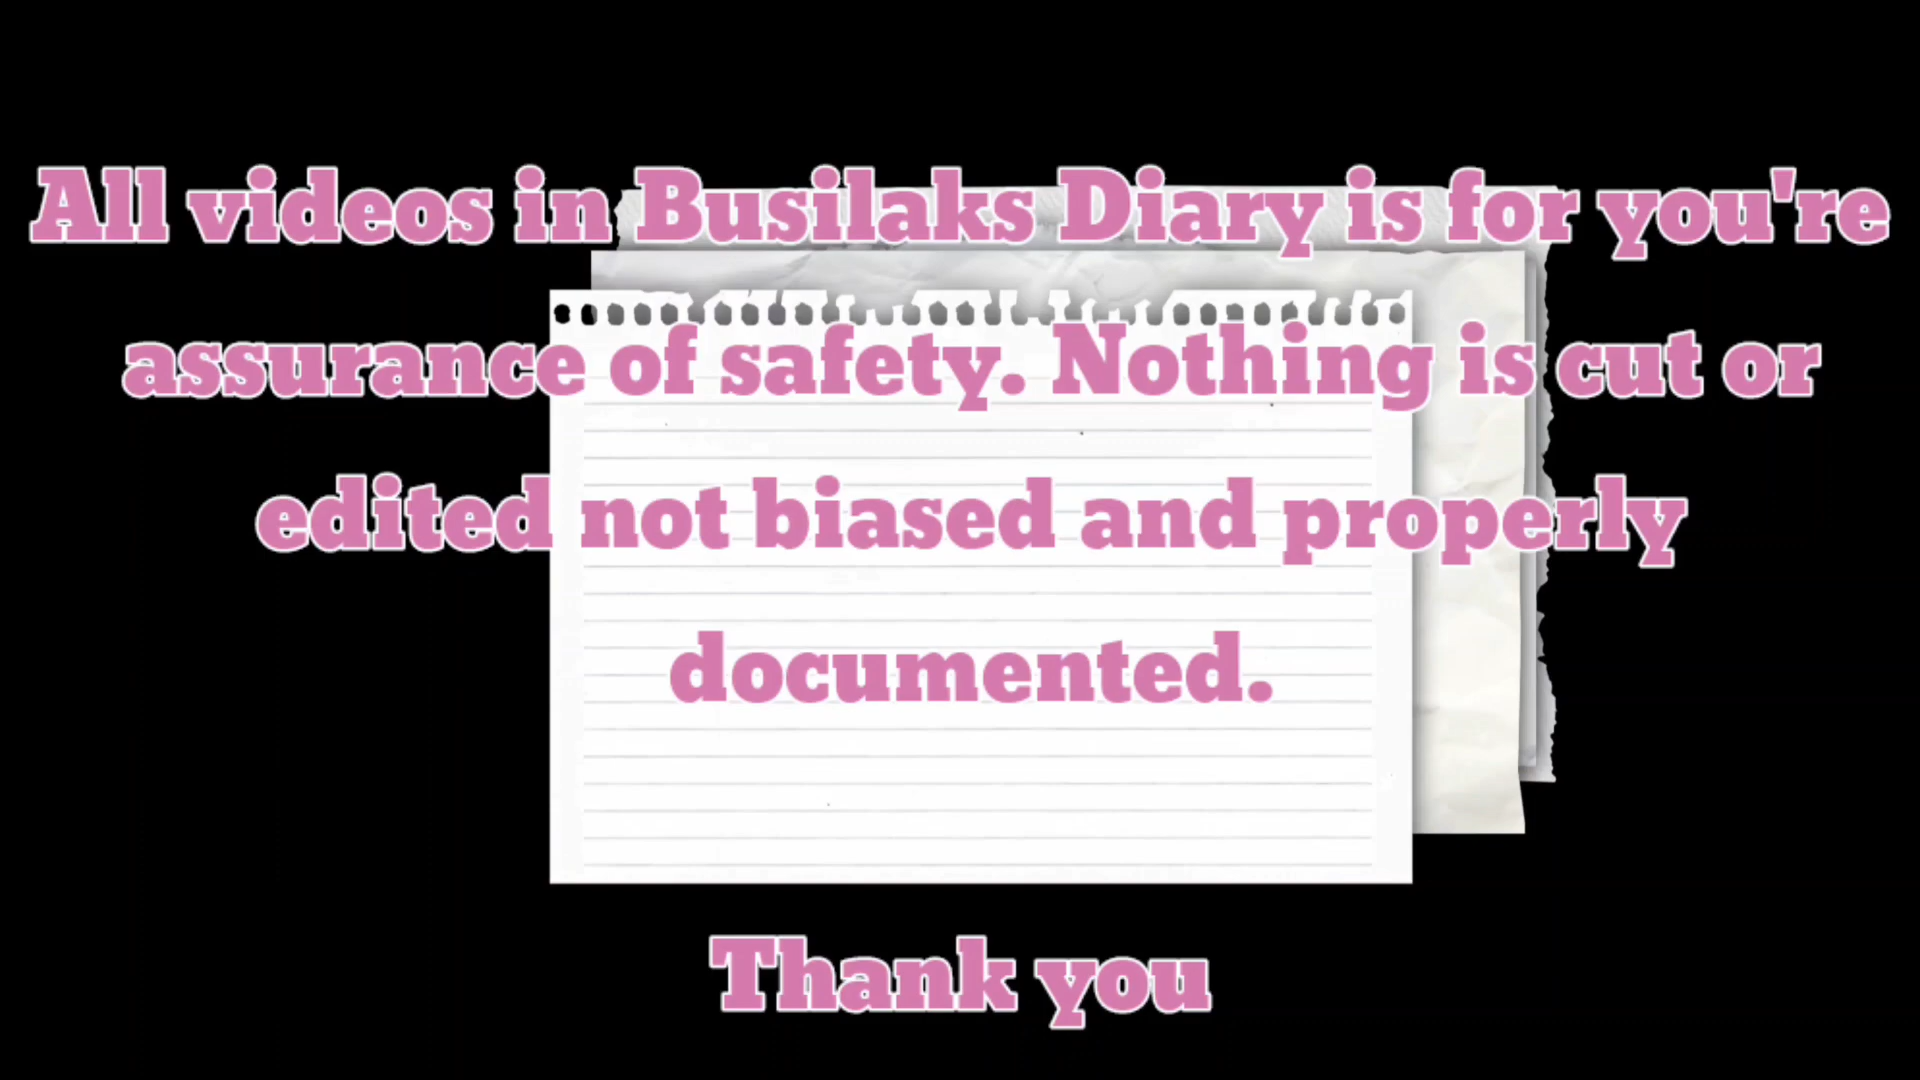 All videos in Busilaks Diary is for you're
assurance of safety. Nothing is cut or
edited not biased and properly
documented.
Thank you